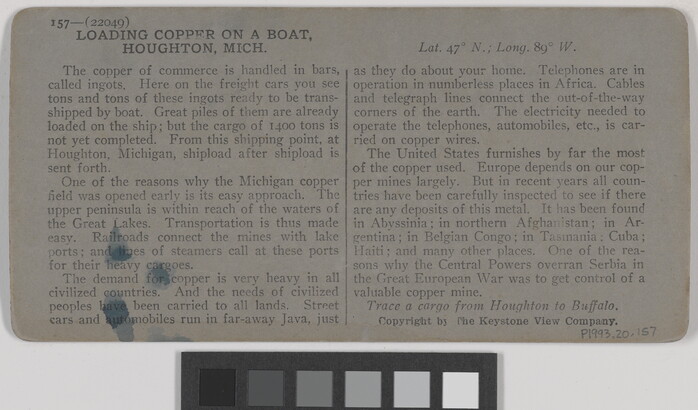 157—(22049)
LOADING COPPER ON A BOAT,
HOUGHTON, MICH.
The copper of commerce is handled in bars,
called ingots. Here on the freight cars you see
tons and tons of these ingots ready to be trans-
shipped by boat. Great piles of them are already
loaded on the ship; but the cargo of 1400 tons is
not yet completed. From this shipping point, at
Houghton, Michigan, shipload after shipload is
sent forth.
One of the reasons why the Michigan copper
field was opened early is its easy approach. The
upper peninsula is within reach of the waters of
the Great Lakes. Transportation is thus made
easy. Railroads connect the mines with lake
ports; and lines of steamers call at these ports
for their heavy cargoes.
The demand for copper is very heavy in all
civilized countries. And the needs of civilized
peoples have been carried to all lands. Street
cars and automobiles run in far-away Java, just
Lat. 47° N.; Long. 89° W.
as they do about your home. Telephones are in
operation in numberless places in Africa. Cables
and telegraph lines connect the out-of-the-way
corners of the earth. The electricity needed to
operate the telephones, automobiles, etc., is car-
ried on copper wires.
The United States furnishes by far the most
of the copper used. Europe depends on our cop-
per mines largely. But in recent years all coun-
tries have been carefully inspected to see if there
are any deposits of this metal. It has been found
in Abyssinia; in northern Afghanistan; in Ar-
gentina; in Belgian Congo; in Tasmania; Cuba;
Haiti; and many other places. One of the rea-
sons why the Central Powers overran Serbia in
the Great European War was to get control of a
valuable copper mine.
Trace a cargo from Houghton to Buffalo.
Copyright by The Keystone View Company.
P1993.20.157